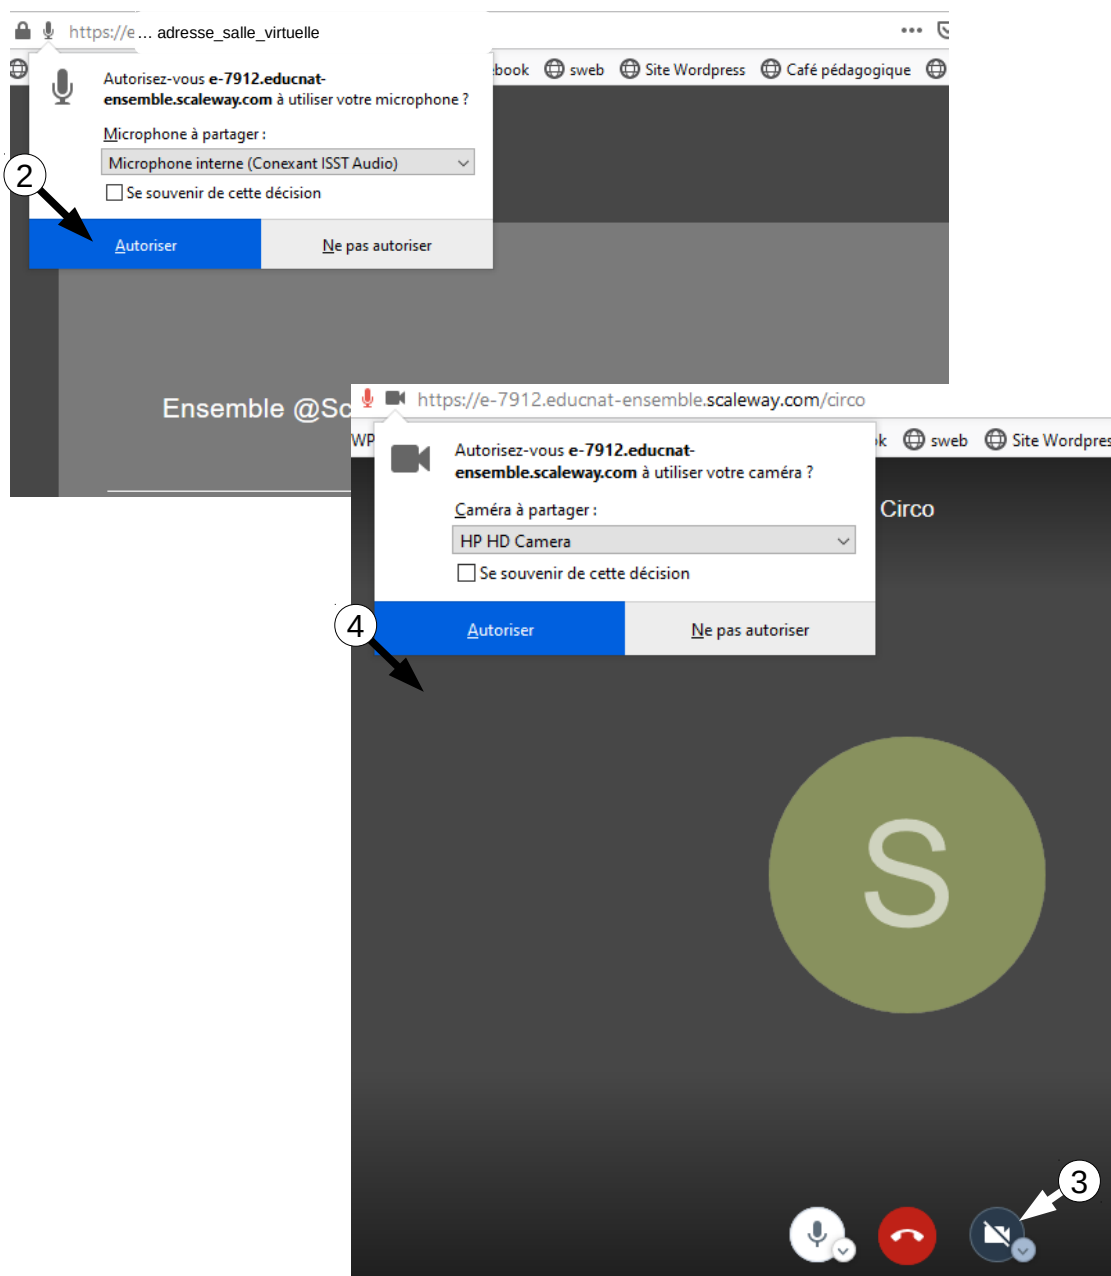 https://e... adresse_salle_virtuelle
book sweb Site Wordpress Café pédagogique
Autorisez-vous e-7912.educnat-
ensemble.scaleway.com à utiliser votre microphone ?
Microphone à partager :
Microphone interne (Conexant ISST Audio)
Se souvenir de cette décision
2
Autoriser Ne pas autoriser
Ensemble @Sc
https://e-7912.educnat-ensemble.scaleway.com/circo
WP k sweb Site Wordpres
Autorisez-vous e-7912.educnat-
ensemble.scaleway.com à utiliser votre caméra ?
Caméra à partager :
HP HD Camera
Se souvenir de cette décision
Circo
4
Autoriser Ne pas autoriser
S
3